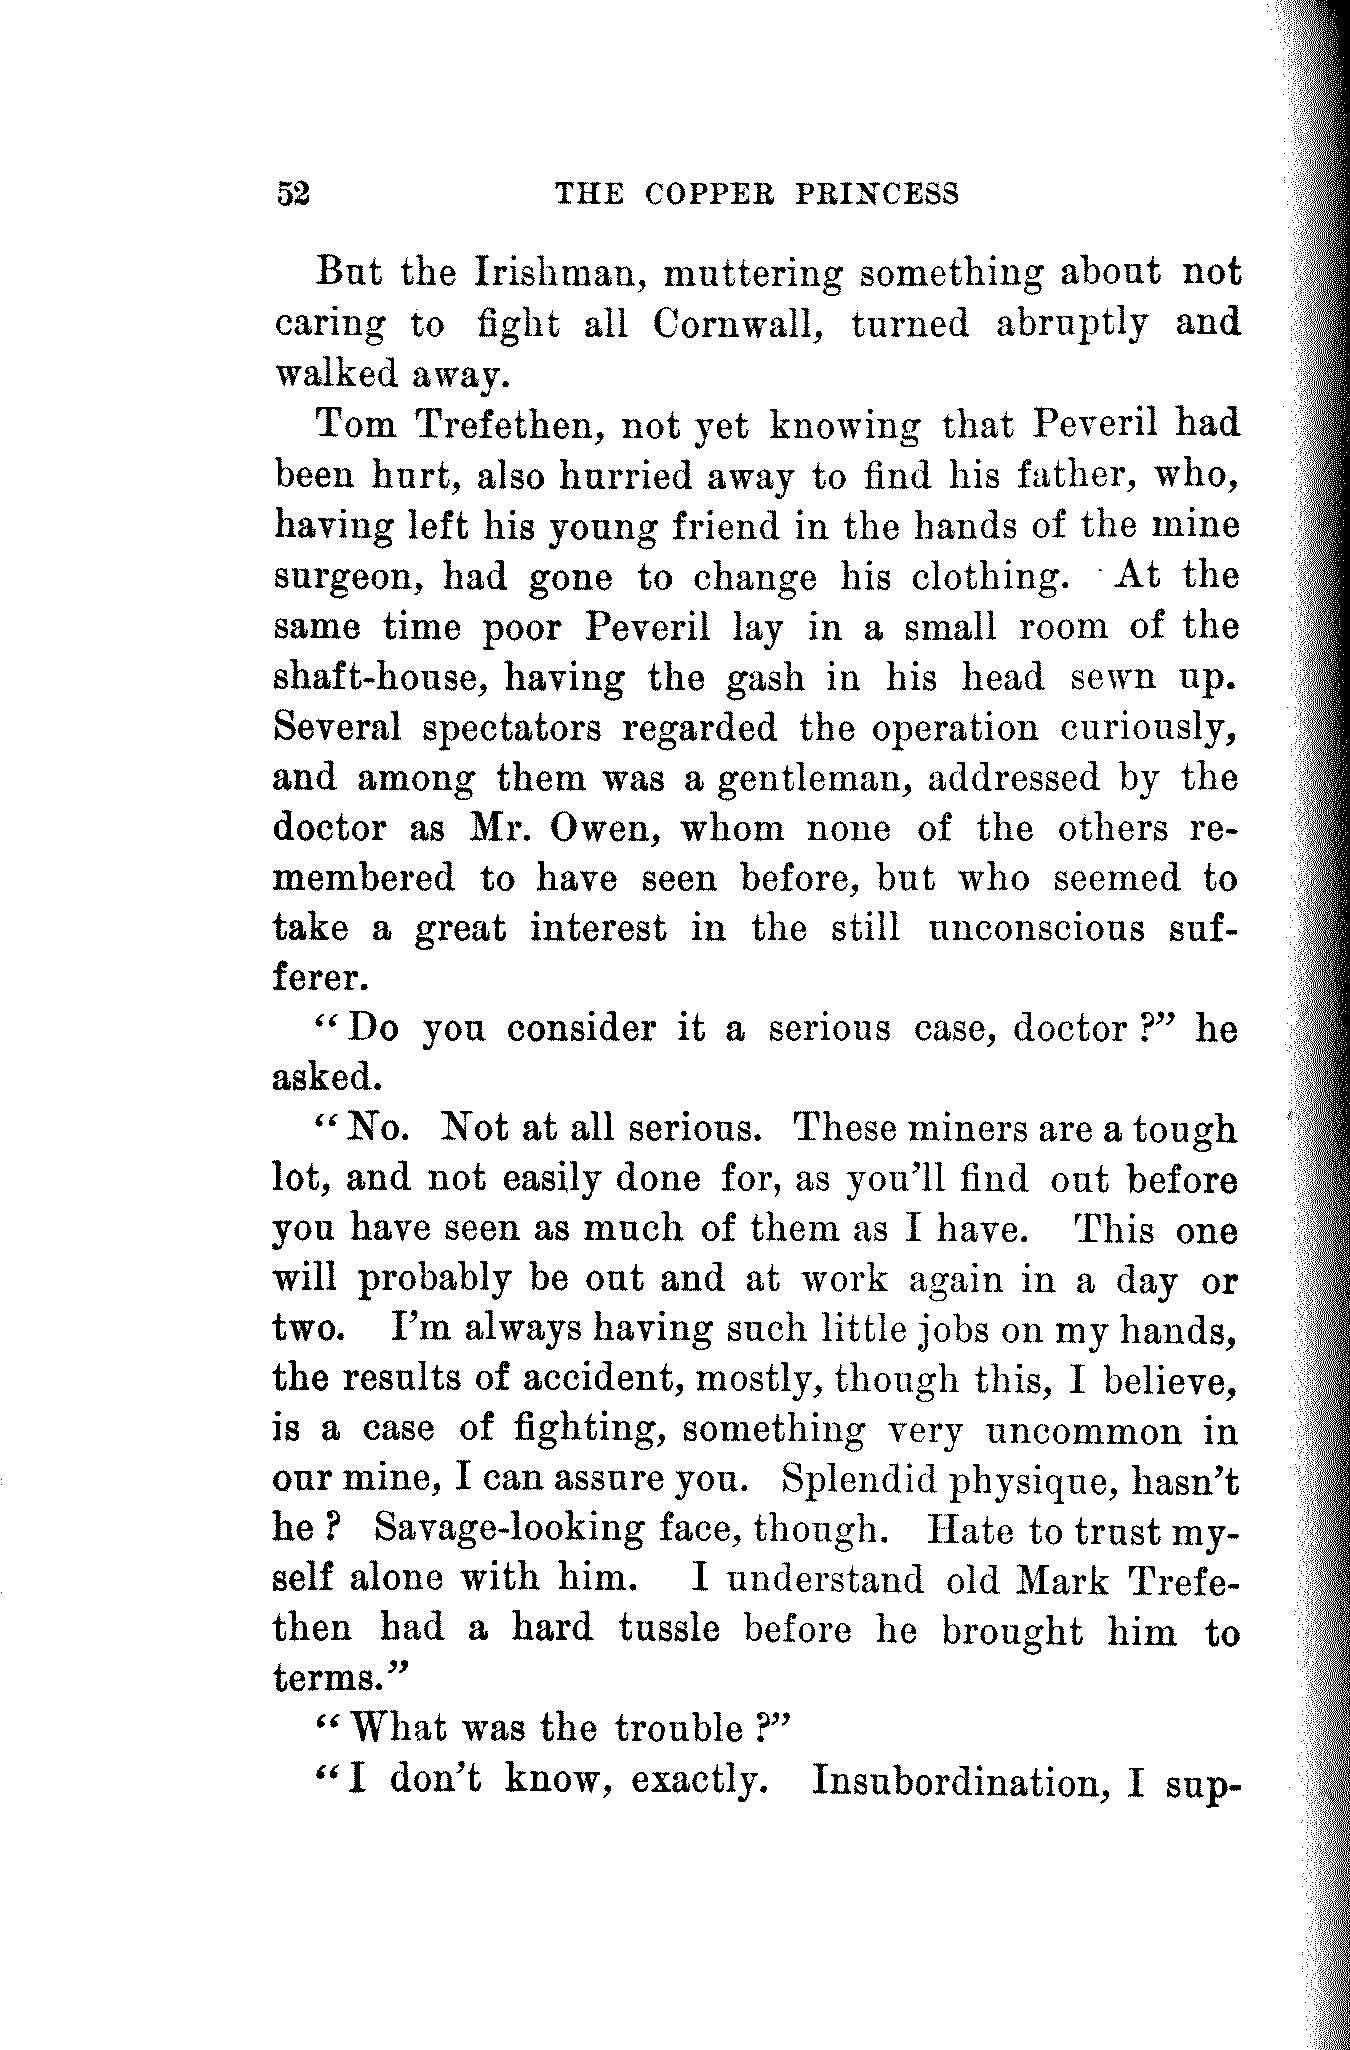 52 THE COPPER PRINCESS
But the Irishman, muttering something about not
caring to fight all Cornwall, turned abruptly and
walked away.
Tom Trefethen, not yet knowing that Peveril had
been hurt, also hurried away to find his father, who,
having left his young friend in the hands of the mine
surgeon, had gone to change his clothing. At the
same time poor Peveril lay in a small room of the
shaft-house, having the gash in his head sewn up.
Several spectators regarded the operation curiously,
and among them was a gentleman, addressed by the
doctor as Mr. Owen, whom none of the others re-
membered to have seen before, but who seemed to
take a great interest in the still unconscious suf-
ferer.
“Do you consider it a serious case, doctor?” he
asked.
“No. Not at all serious. These miners are a tough
lot, and not easily done for, as you'll find out before
you have seen as much of them as I have. This one
will probably be out and at work again in a day or
two. I'm always having such little jobs on my hands,
the results of accident, mostly, though this, I believe,
is a case of fighting, something very uncommon in
our mine, I can assure you. Splendid physique, hasn't
he? Savage-looking face, though. Hate to trust my-
self alone with him. I understand old Mark Trefe-
then had a hard tussle before he brought him to
terms.”
“What was the trouble?”
“I don't know, exactly. Insubordination, I sup-